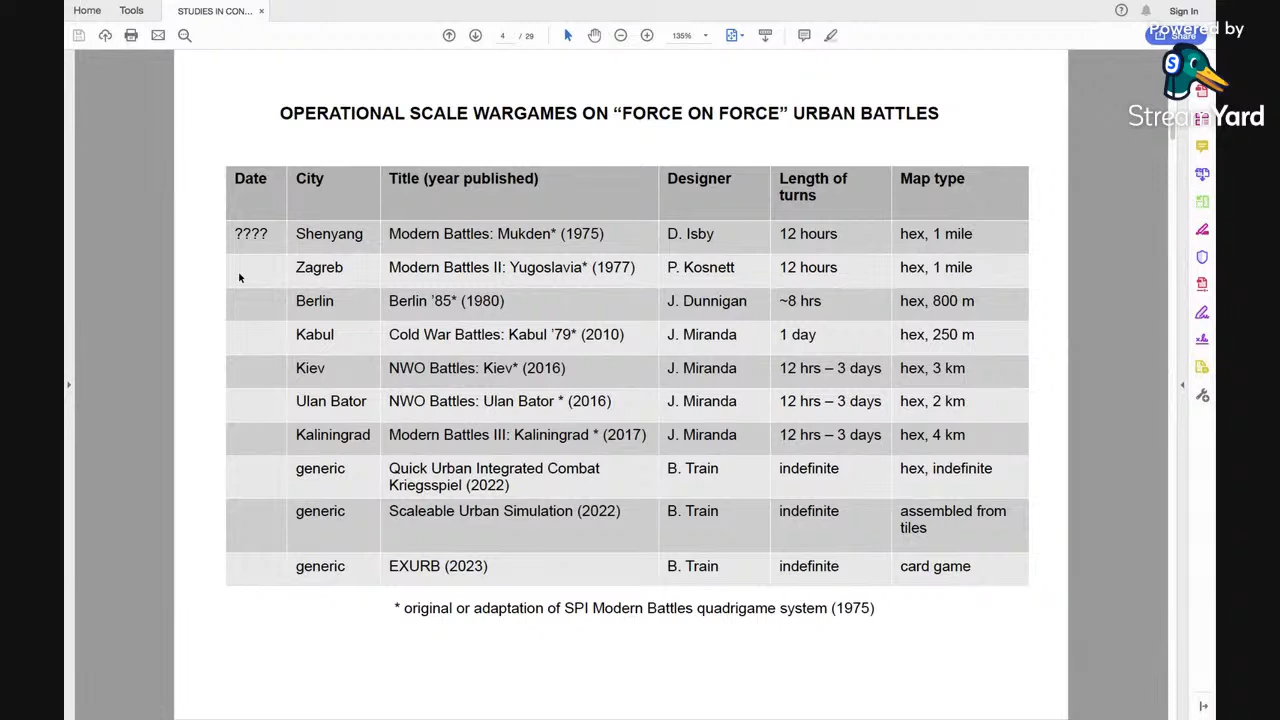 Home Tools STUDIES IN CON... × Sign In
4 / 29 135% Share
Powered by
StreamYard
OPERATIONAL SCALE WARGAMES ON “FORCE ON FORCE” URBAN BATTLES
Date City Title (year published) Designer Length of turns Map type
???? Shenyang Modern Battles: Mukden* (1975) D. Isby 12 hours hex, 1 mile
Zagreb Modern Battles II: Yugoslavia* (1977) P. Kosnett 12 hours hex, 1 mile
Berlin Berlin ’85* (1980) J. Dunnigan ~8 hrs hex, 800 m
Kabul Cold War Battles: Kabul ’79* (2010) J. Miranda 1 day hex, 250 m
Kiev NWO Battles: Kiev* (2016) J. Miranda 12 hrs – 3 days hex, 3 km
Ulan Bator NWO Battles: Ulan Bator * (2016) J. Miranda 12 hrs – 3 days hex, 2 km
Kaliningrad Modern Battles III: Kaliningrad * (2017) J. Miranda 12 hrs – 3 days hex, 4 km
generic Quick Urban Integrated Combat Kriegsspiel (2022) B. Train indefinite hex, indefinite
generic Scaleable Urban Simulation (2022) B. Train indefinite assembled from tiles
generic EXURB (2023) B. Train indefinite card game
* original or adaptation of SPI Modern Battles quadrigame system (1975)